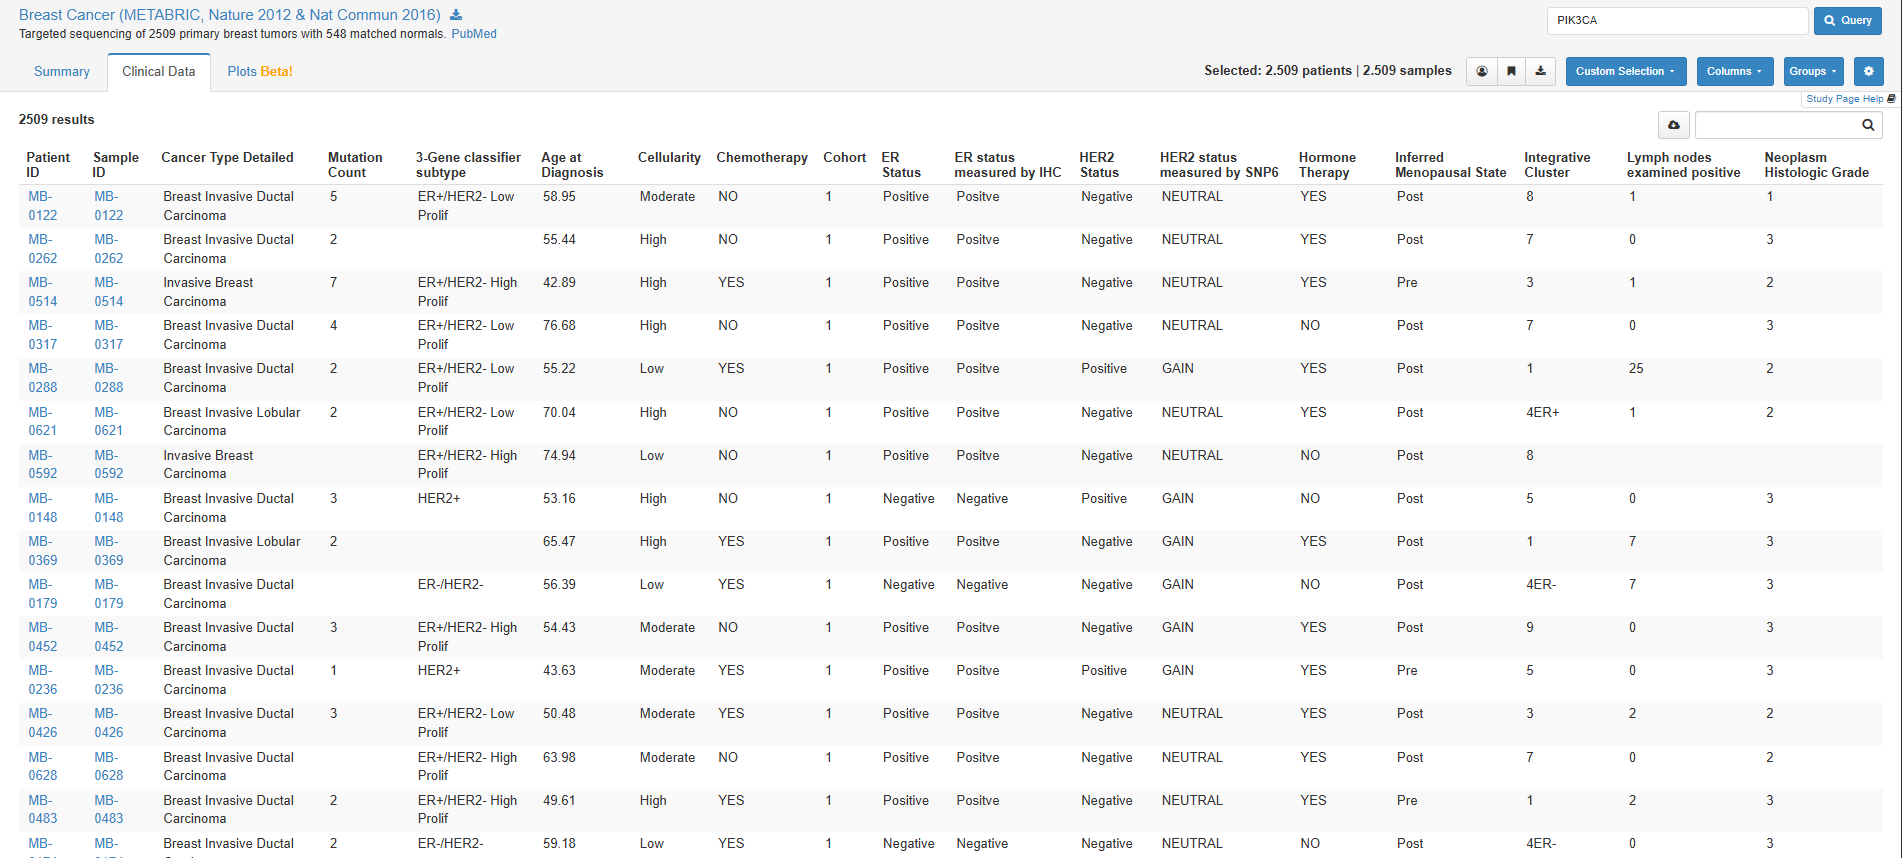 Breast Cancer (METABRIC, Nature 2012 & Nat Commun 2016)
Targeted sequencing of 2509 primary breast tumors with 548 matched normals. PubMed
PIK3CA
Query
Summary Clinical Data Plots Beta!
Selected: 2.509 patients | 2.509 samples
Custom Selection Columns Groups
Study Page Help
2509 results
Patient ID Sample ID Cancer Type Detailed Mutation Count 3-Gene classifier subtype Age at Diagnosis Cellularity Chemotherapy Cohort ER Status ER status measured by IHC HER2 Status HER2 status measured by SNP6 Hormone Therapy Inferred Menopausal State Integrative Cluster Lymph nodes examined positive Neoplasm Histologic Grade
MB- MB- Breast Invasive Ductal 5 ER+/HER2- Low 58.95 Moderate NO 1 Positive Positve Negative NEUTRAL YES Post 8 1 1
0122 0122 Carcinoma Prolif
MB- MB- Breast Invasive Ductal 2 55.44 High NO 1 Positive Positve Negative NEUTRAL YES Post 7 0 3
0262 0262 Carcinoma
MB- MB- Invasive Breast 7 ER+/HER2- High 42.89 High YES 1 Positive Positve Negative NEUTRAL YES Pre 3 1 2
0514 0514 Carcinoma Prolif
MB- MB- Breast Invasive Ductal 4 ER+/HER2- Low 76.68 High NO 1 Positive Positve Negative NEUTRAL NO Post 7 0 3
0317 0317 Carcinoma Prolif
MB- MB- Breast Invasive Ductal 2 ER+/HER2- Low 55.22 Low YES 1 Positive Positve Positive GAIN YES Post 1 25 2
0288 0288 Carcinoma Prolif
MB- MB- Breast Invasive Lobular 2 ER+/HER2- Low 70.04 High NO 1 Positive Positve Negative NEUTRAL YES Post 4ER+ 1 2
0621 0621 Carcinoma Prolif
MB- MB- Invasive Breast ER+/HER2- High 74.94 Low NO 1 Positive Positve Negative NEUTRAL NO Post 8
0592 0592 Carcinoma Prolif
MB- MB- Breast Invasive Ductal 3 HER2+ 53.16 High NO 1 Negative Negative Positive GAIN NO Post 5 0 3
0148 0148 Carcinoma
MB- MB- Breast Invasive Lobular 2 65.47 High YES 1 Positive Positve Negative GAIN YES Post 1 7 3
0369 0369 Carcinoma
MB- MB- Breast Invasive Ductal ER-/HER2- 56.39 Low YES 1 Negative Negative Negative GAIN NO Post 4ER- 7 3
0179 0179 Carcinoma
MB- MB- Breast Invasive Ductal 3 ER+/HER2- High 54.43 Moderate NO 1 Positive Positve Negative GAIN YES Post 9 0 3
0452 0452 Carcinoma Prolif
MB- MB- Breast Invasive Ductal 1 HER2+ 43.63 Moderate YES 1 Positive Positve Positive GAIN YES Pre 5 0 3
0236 0236 Carcinoma
MB- MB- Breast Invasive Ductal 3 ER+/HER2- Low 50.48 Moderate YES 1 Positive Positve Negative NEUTRAL YES Post 3 2 2
0426 0426 Carcinoma Prolif
MB- MB- Breast Invasive Ductal ER+/HER2- High 63.98 Moderate NO 1 Positive Positve Negative NEUTRAL YES Post 7 0 2
0628 0628 Carcinoma Prolif
MB- MB- Breast Invasive Ductal 2 ER+/HER2- High 49.61 High YES 1 Positive Positve Negative NEUTRAL YES Pre 1 2 3
0483 0483 Carcinoma Prolif
MB- MB- Breast Invasive Ductal 2 ER-/HER2- 59.18 Low YES 1 Negative Negative Negative NEUTRAL NO Post 4ER- 0 3